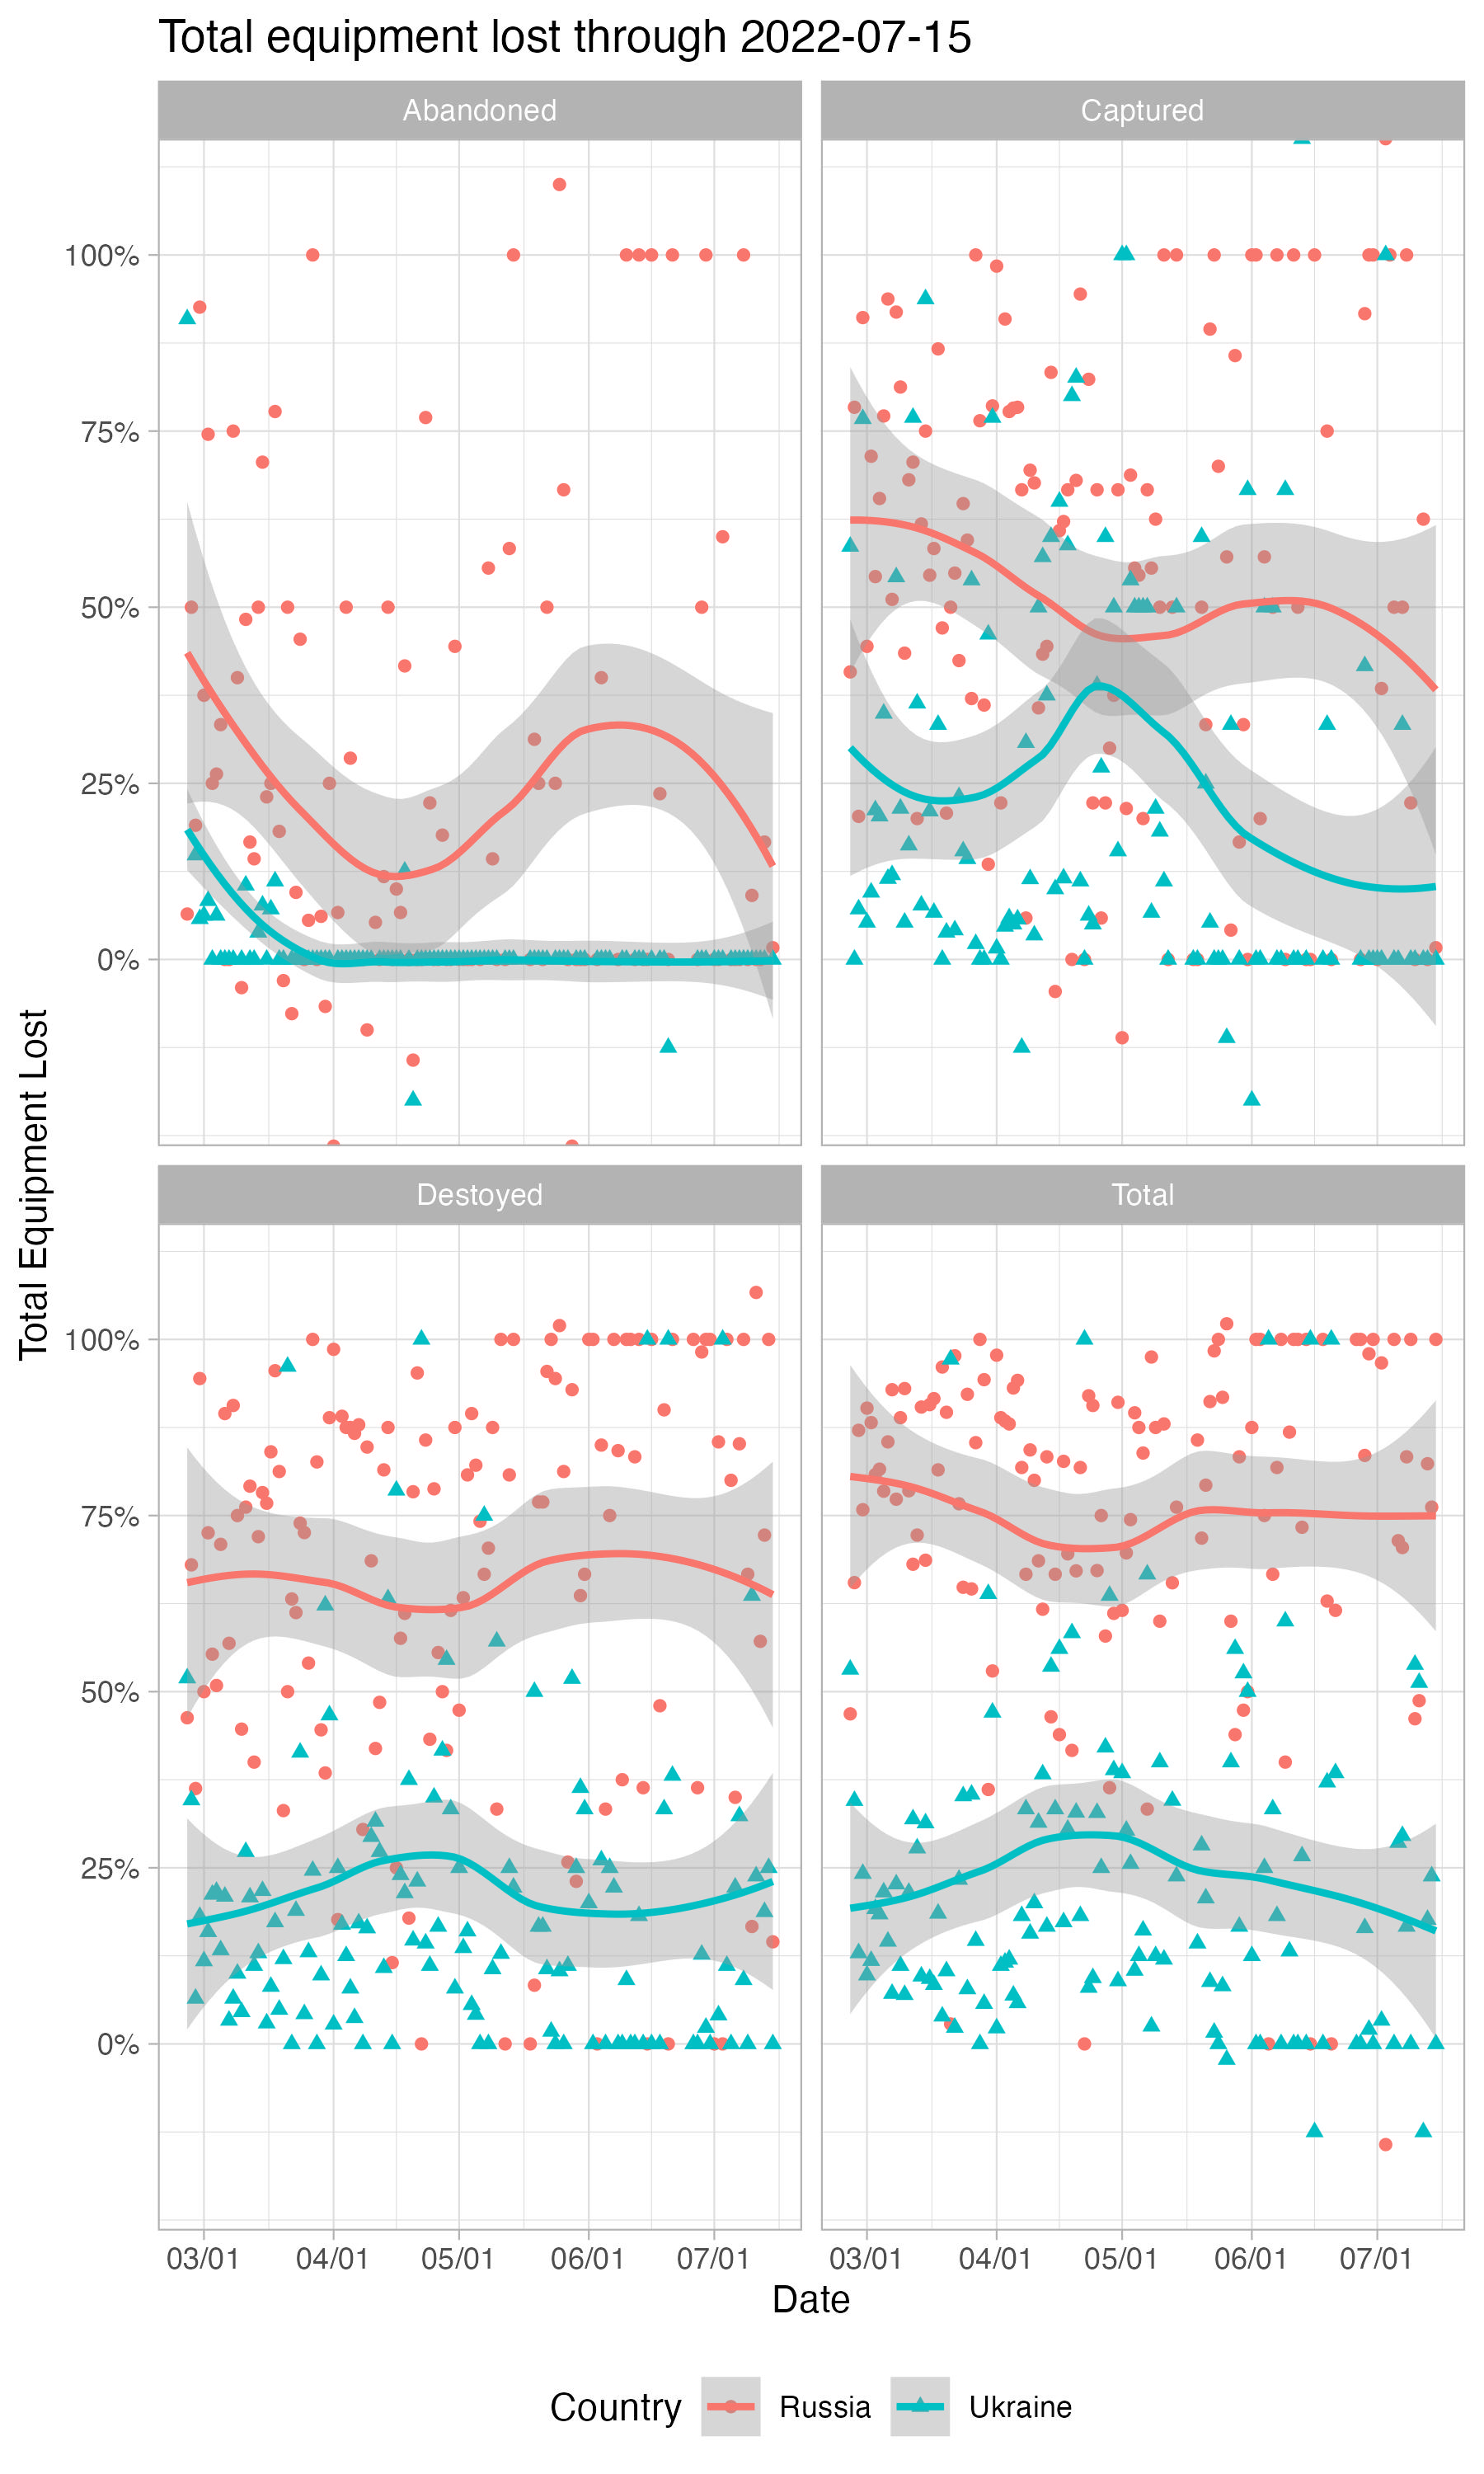 Total equipment lost through 2022-07-15
Abandoned
Captured
100%
75%
50%
25%
0%
Total Equipment Lost
Destoyed
Total
100%
75%
50%
25%
0%
03/01 04/01 05/01 06/01 07/01
03/01 04/01 05/01 06/01 07/01
Date
Country Russia Ukraine